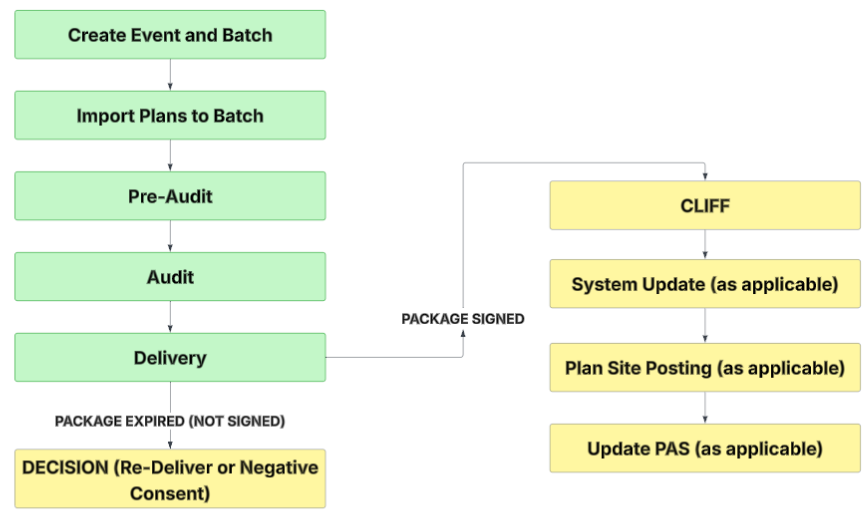 Create Event and Batch
Import Plans to Batch
Pre-Audit
Audit
Delivery
PACKAGE EXPIRED (NOT SIGNED)
DECISION (Re-Deliver or Negative
Consent)
PACKAGE SIGNED
CLIFF
System Update (as applicable)
Plan Site Posting (as applicable)
Update PAS (as applicable)